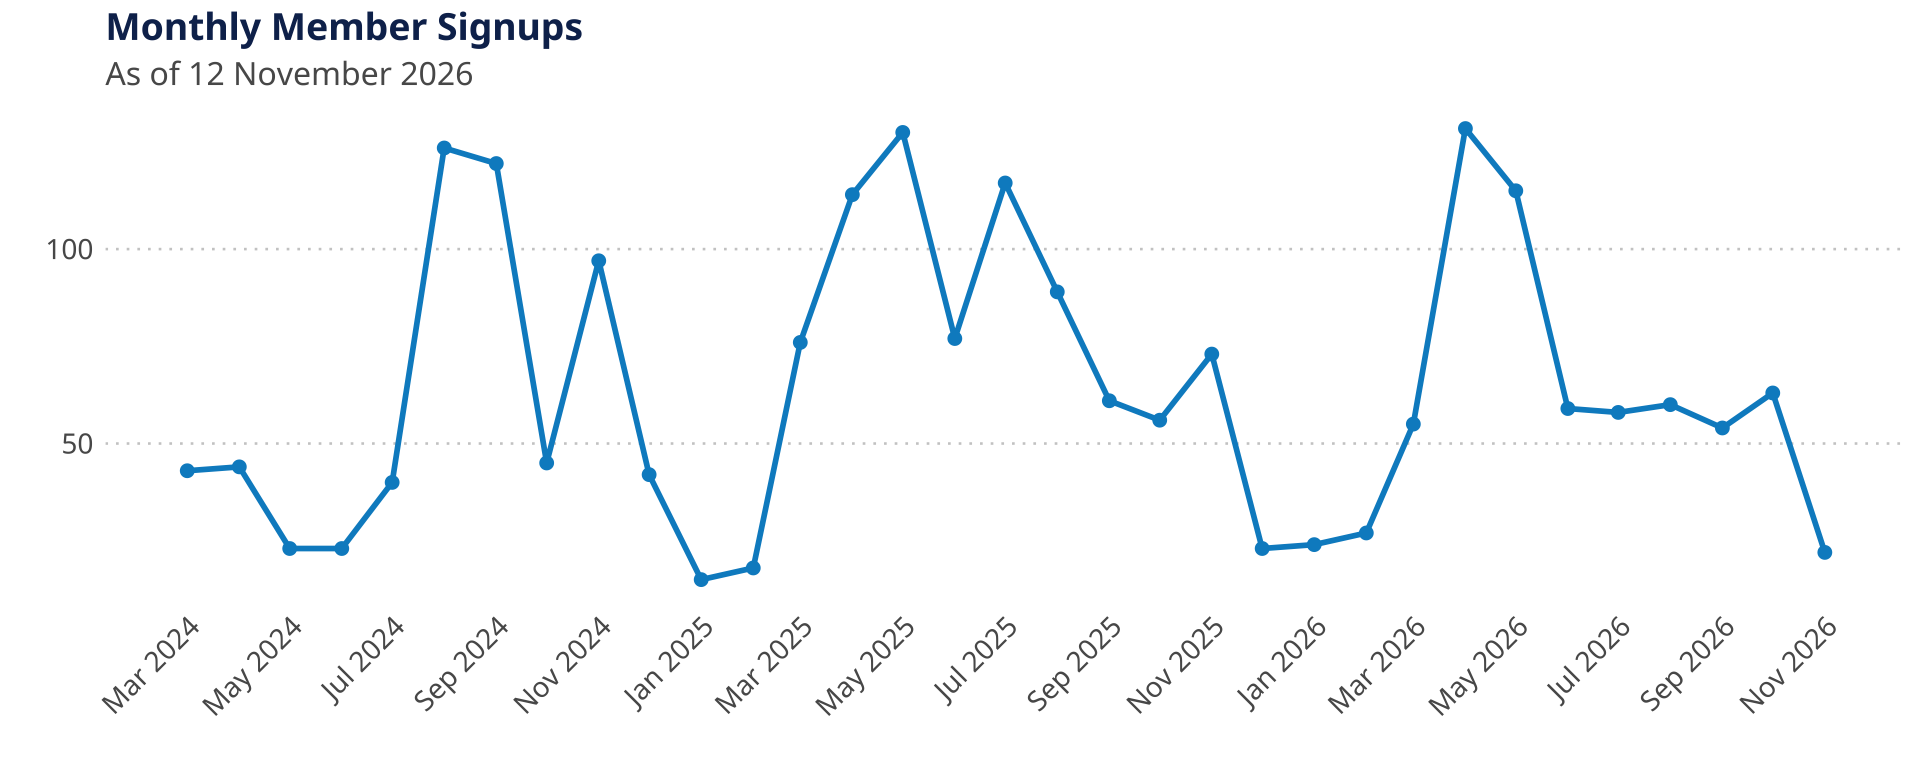 Monthly Member Signups
As of 12 November 2026
100
50
Mar 2024
May 2024
Jul 2024
Sep 2024
Nov 2024
Jan 2025
Mar 2025
May 2025
Jul 2025
Sep 2025
Nov 2025
Jan 2026
Mar 2026
May 2026
Jul 2026
Sep 2026
Nov 2026